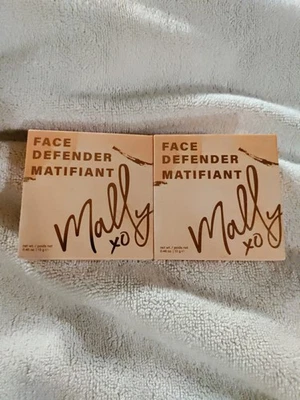 FACE
DEFENDER
MATIFIANT
Mally
xo
FACE
DEFENDER
MATIFIANT
Mally
xo